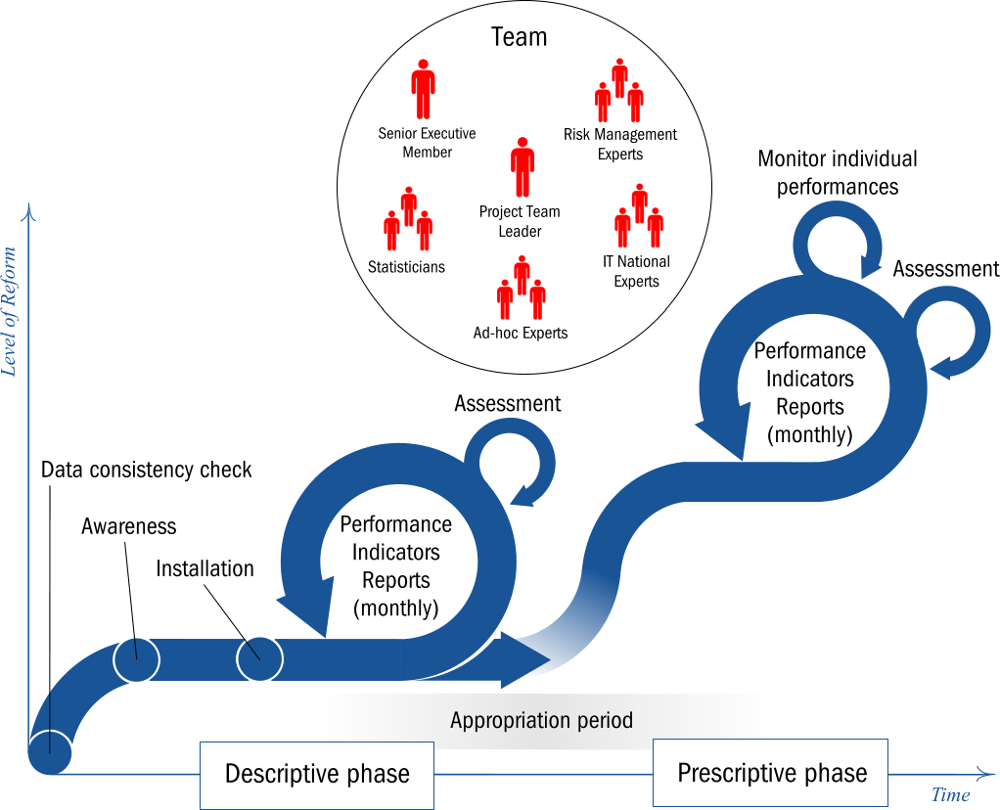 Team
Senior Executive
Member
Risk Management
Experts
Project Team
Leader
Statisticians
IT National
Experts
Ad-hoc Experts
Monitor individual
performances
Assessment
Performance
Indicators
Reports
(monthly)
Level of Reform
Assessment
Performance
Indicators
Reports
(monthly)
Data consistency check
Awareness
Installation
Appropriation period
Descriptive phase
Prescriptive phase
Time